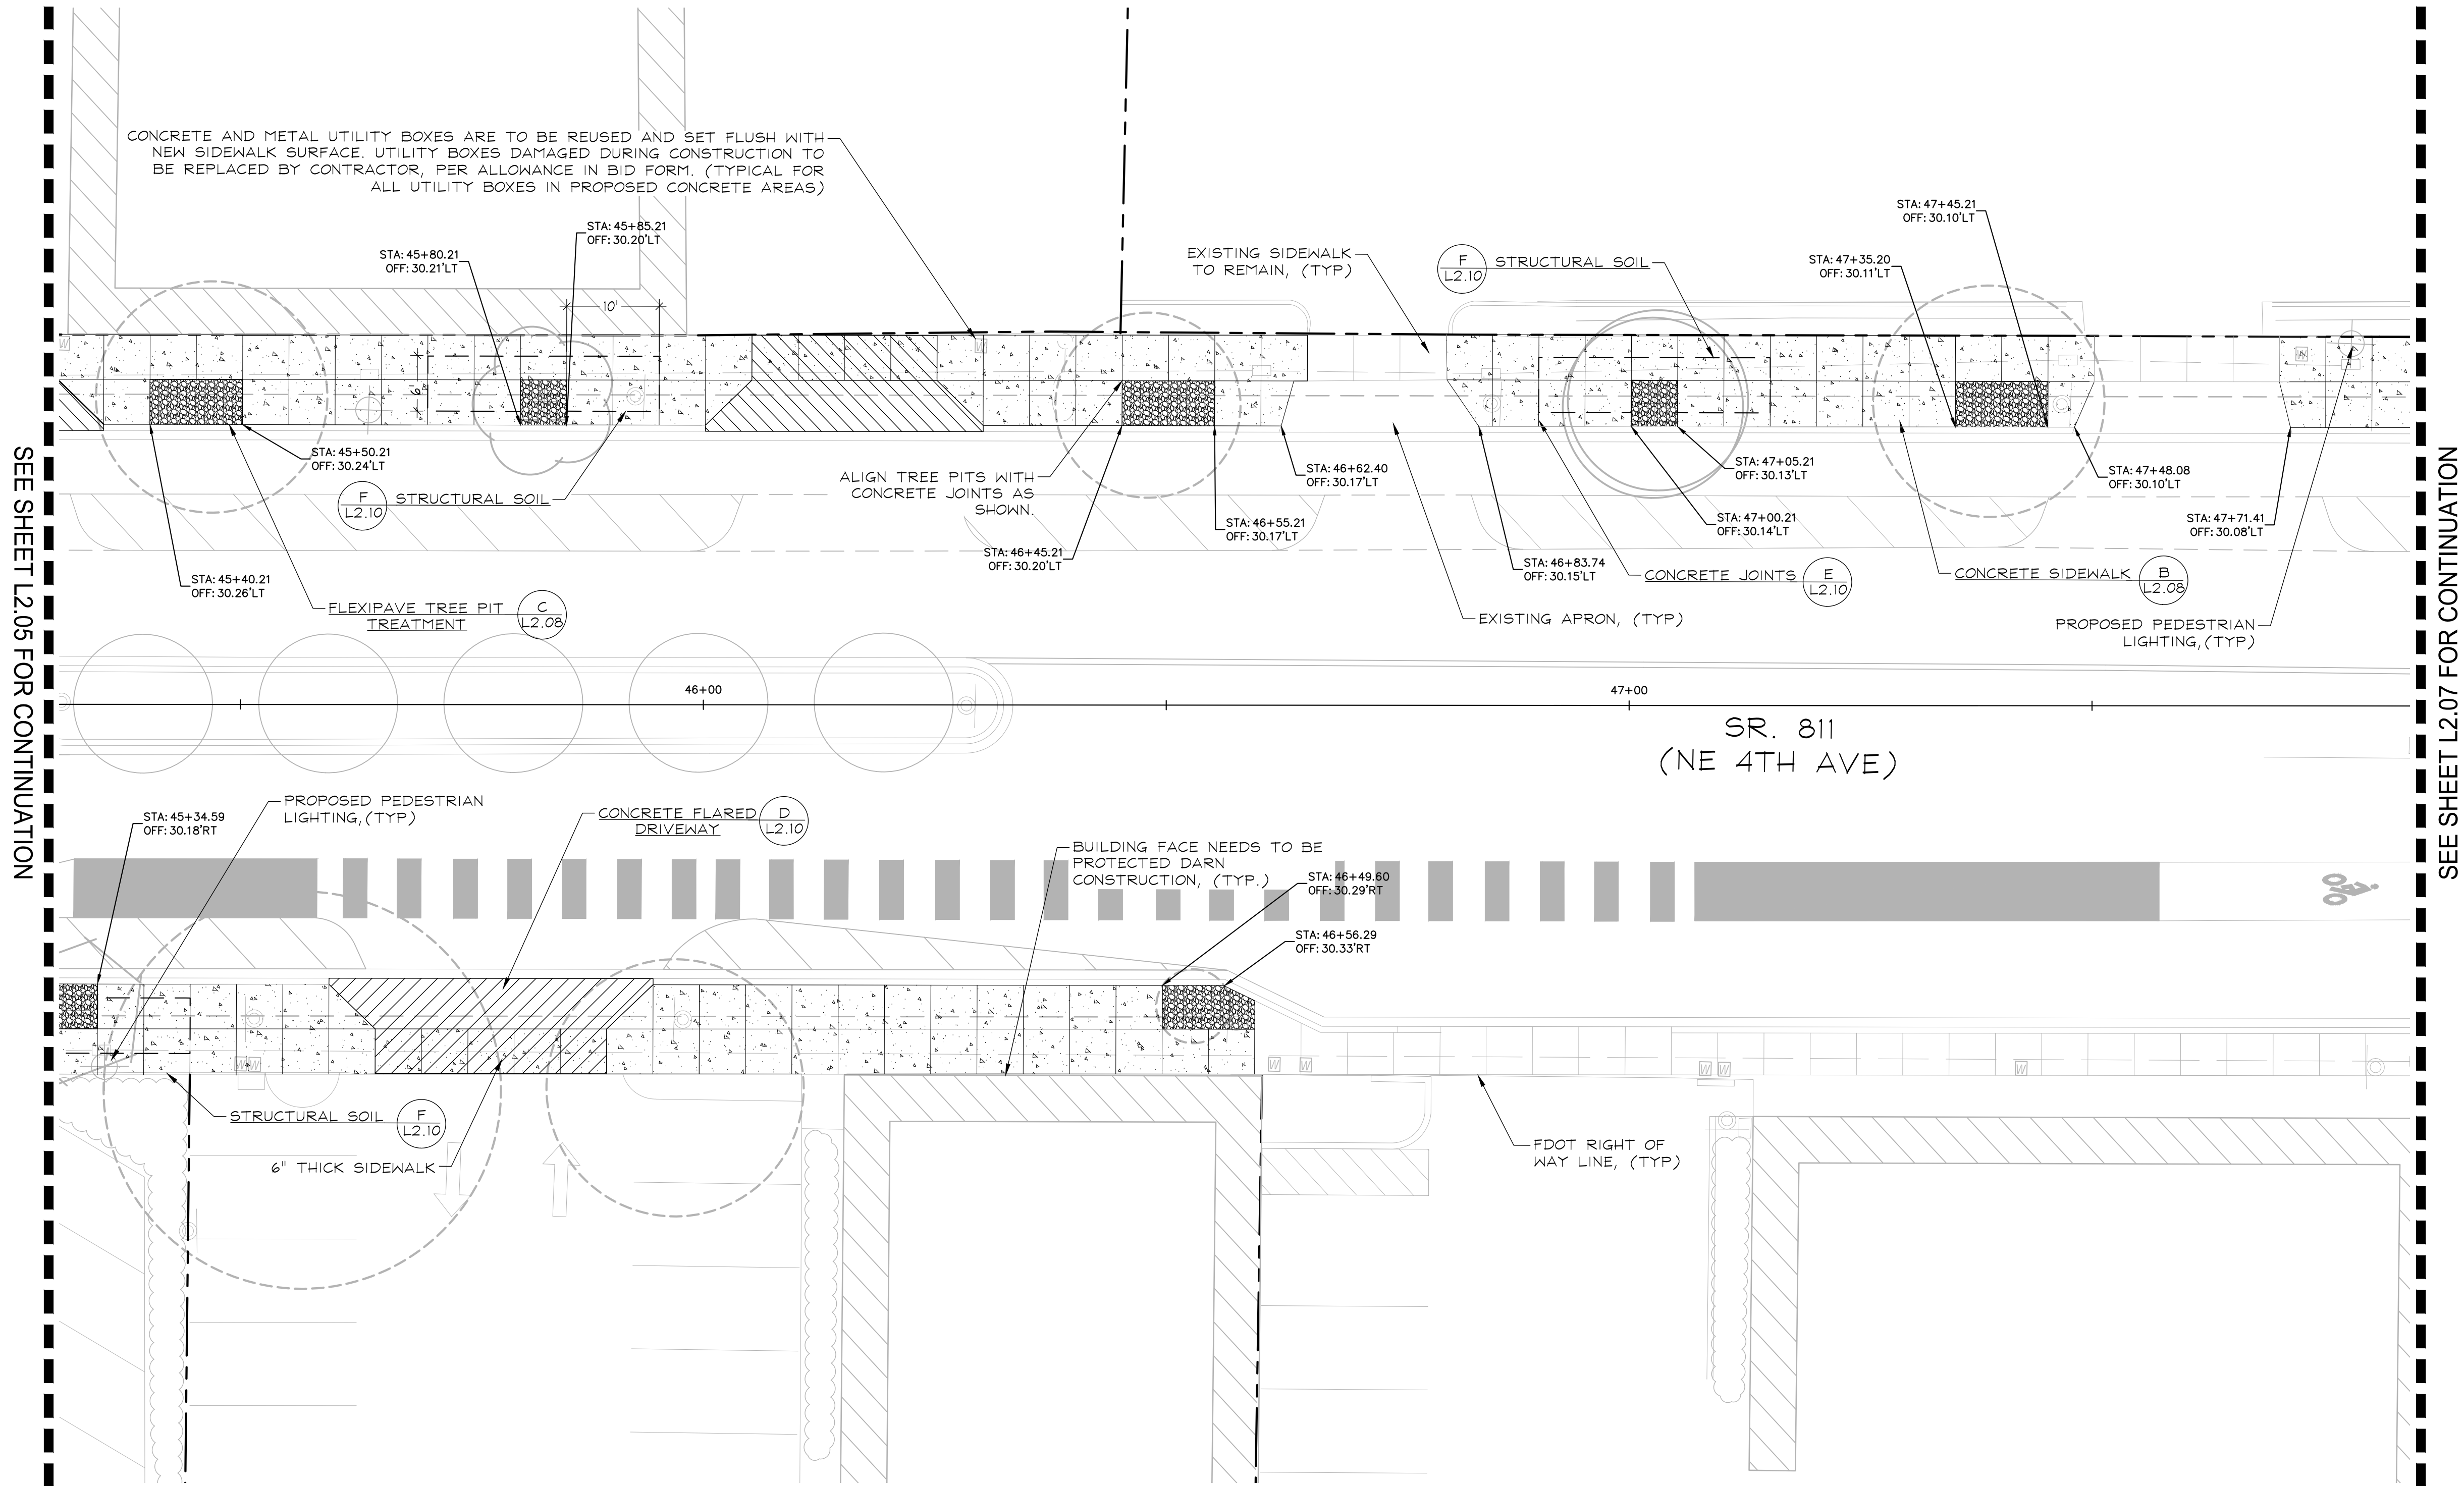 CONCRETE AND METAL UTILITY BOXES ARE TO BE REUSED AND SET FLUSH WITH
NEW SIDEWALK SURFACE. UTILITY BOXES DAMAGED DURING CONSTRUCTION TO
BE REPLACED BY CONTRACTOR, PER ALLOWANCE IN BID FORM. (TYPICAL FOR
ALL UTILITY BOXES IN PROPOSED CONCRETE AREAS)
STA: 45+85.21
OFF: 30.20'LT
STA: 45+80.21
OFF: 30.21'LT
10'
6'
EXISTING SIDEWALK
TO REMAIN, (TYP)
F
L2.10
STRUCTURAL SOIL
STA: 47+45.21
OFF: 30.10'LT
STA: 47+35.20
OFF: 30.11'LT
W
W
W
STA: 45+50.21
OFF: 30.24'LT
F
L2.10
STRUCTURAL SOIL
STA: 45+40.21
OFF: 30.26'LT
FLEXIPAVE TREE PIT
TREATMENT
C
L2.08
ALIGN TREE PITS WITH
CONCRETE JOINTS AS
SHOWN.
STA: 46+45.21
OFF: 30.20'LT
STA: 46+62.40
OFF: 30.17'LT
STA: 46+55.21
OFF: 30.17'LT
STA: 47+05.21
OFF: 30.13'LT
STA: 47+00.21
OFF: 30.14'LT
STA: 46+83.74
OFF: 30.15'LT
CONCRETE JOINTS
E
L2.10
EXISTING APRON, (TYP)
STA: 47+48.08
OFF: 30.10'LT
STA: 47+71.41
OFF: 30.08'LT
CONCRETE SIDEWALK
B
L2.08
PROPOSED PEDESTRIAN
LIGHTING,(TYP)
SEE SHEET L2.05 FOR CONTINUATION
SEE SHEET L2.07 FOR CONTINUATION
46+00
47+00
SR. 811
(NE 4TH AVE)
PROPOSED PEDESTRIAN
LIGHTING,(TYP)
STA: 45+34.59
OFF: 30.18'RT
CONCRETE FLARED
DRIVEWAY
D
L2.10
BUILDING FACE NEEDS TO BE
PROTECTED DARN
CONSTRUCTION, (TYP.)
STA: 46+49.60
OFF: 30.29'RT
STA: 46+56.29
OFF: 30.33'RT
W
W
W
W
W
W
W
STRUCTURAL SOIL
F
L2.10
6" THICK SIDEWALK
FDOT RIGHT OF
WAY LINE, (TYP)